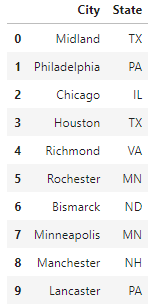 City State
0 Midland TX
1 Philadelphia PA
2 Chicago IL
3 Houston TX
4 Richmond VA
5 Rochester MN
6 Bismarck ND
7 Minneapolis MN
8 Manchester NH
9 Lancaster PA